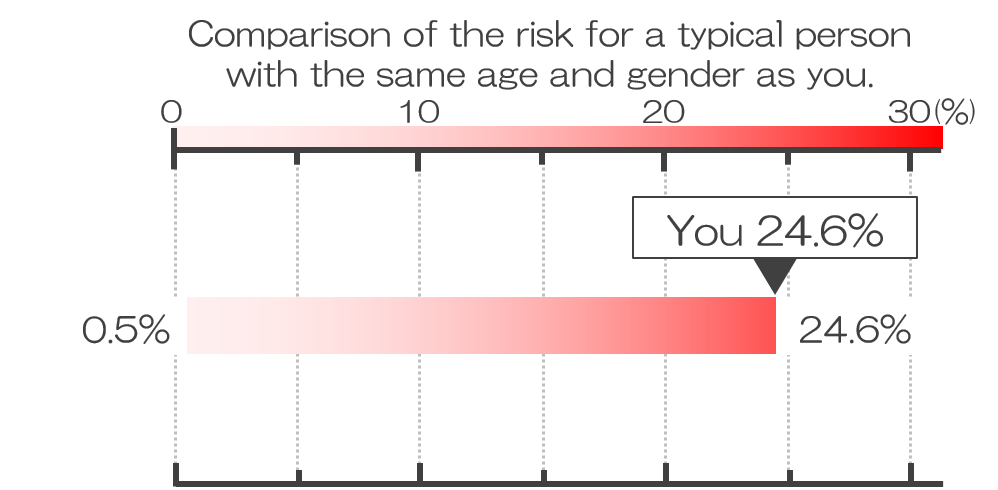 Comparison of the risk for a typical person
with the same age and gender as you.
0 10 20 30(%)
You 24.6%
0.5% 24.6%